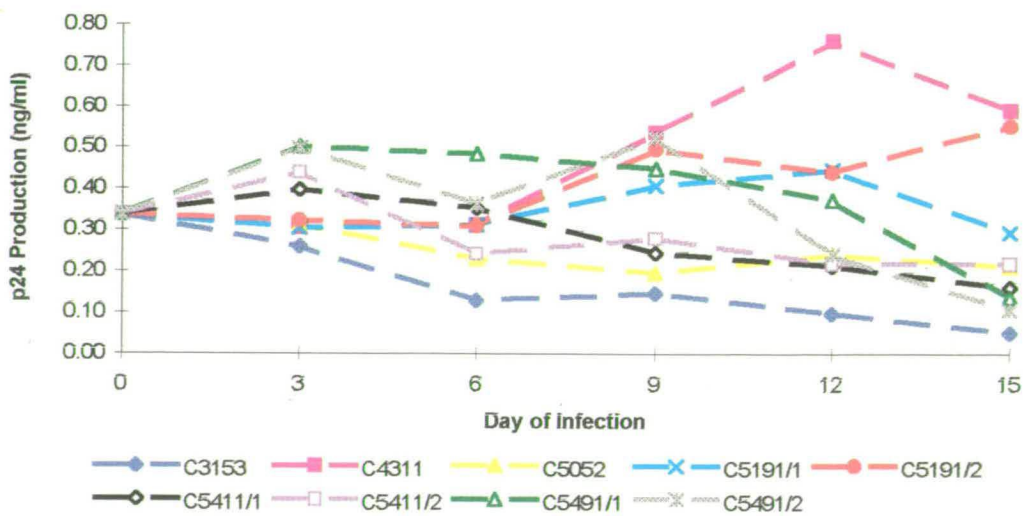 0.80
0.70
0.60
0.50
0.40
0.30
0.20
0.10
0.00
p24 Production (ng/ml)
0 3 6 9 12 15
Day of Infection
C3153 C4311 C5052 C5191/1 C5191/2
C5411/1 C5411/2 C5491/1 C5491/2